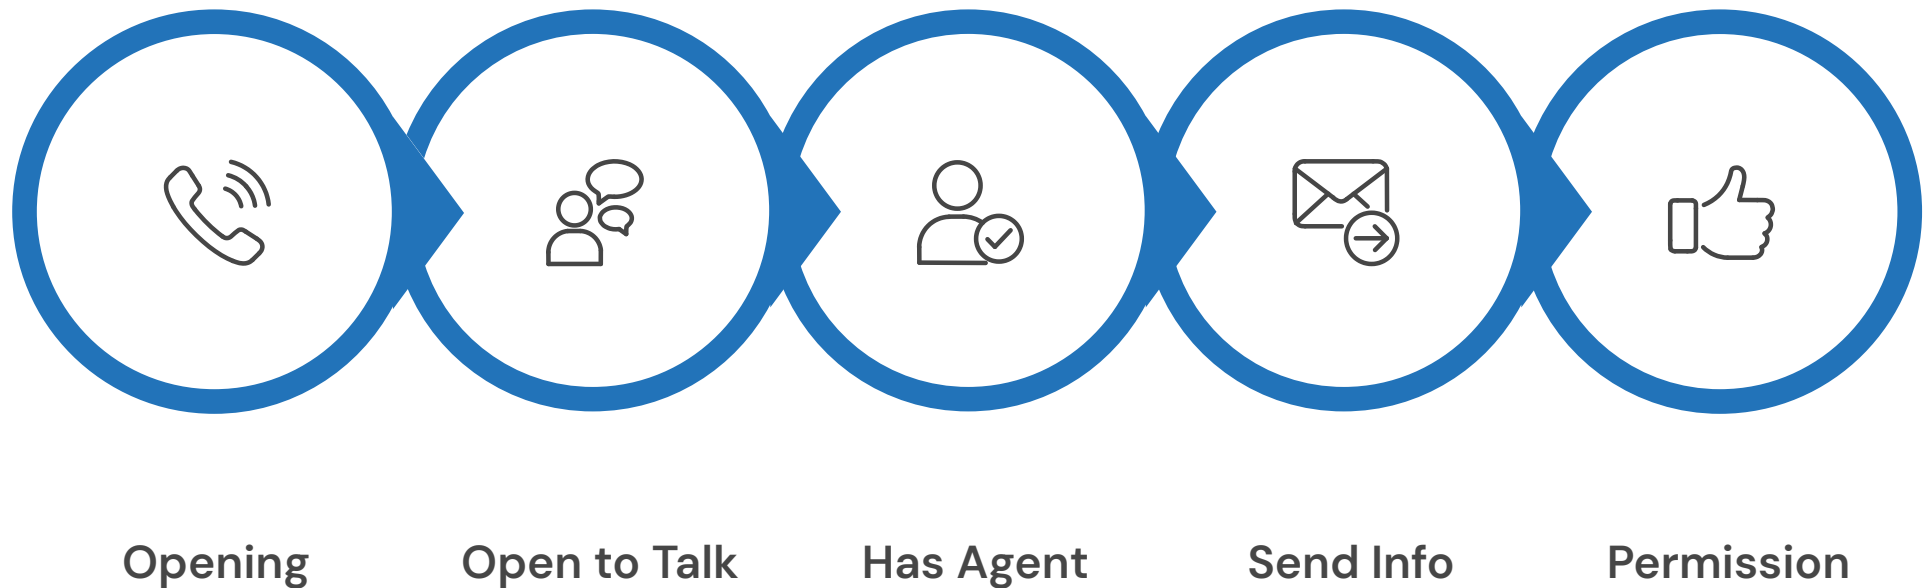 Opening
Open to Talk
Has Agent
Send Info
Permission